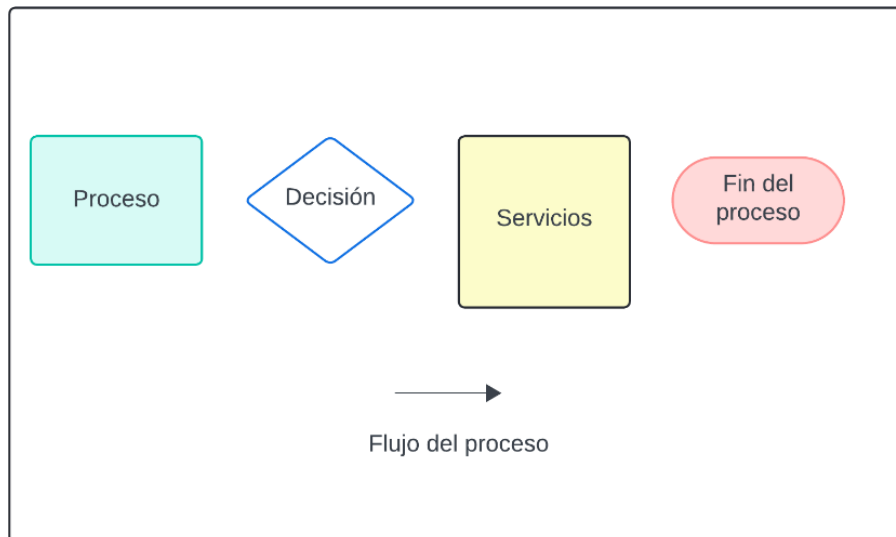 Proceso
Decisión
Servicios
Fin del
proceso
Flujo del proceso